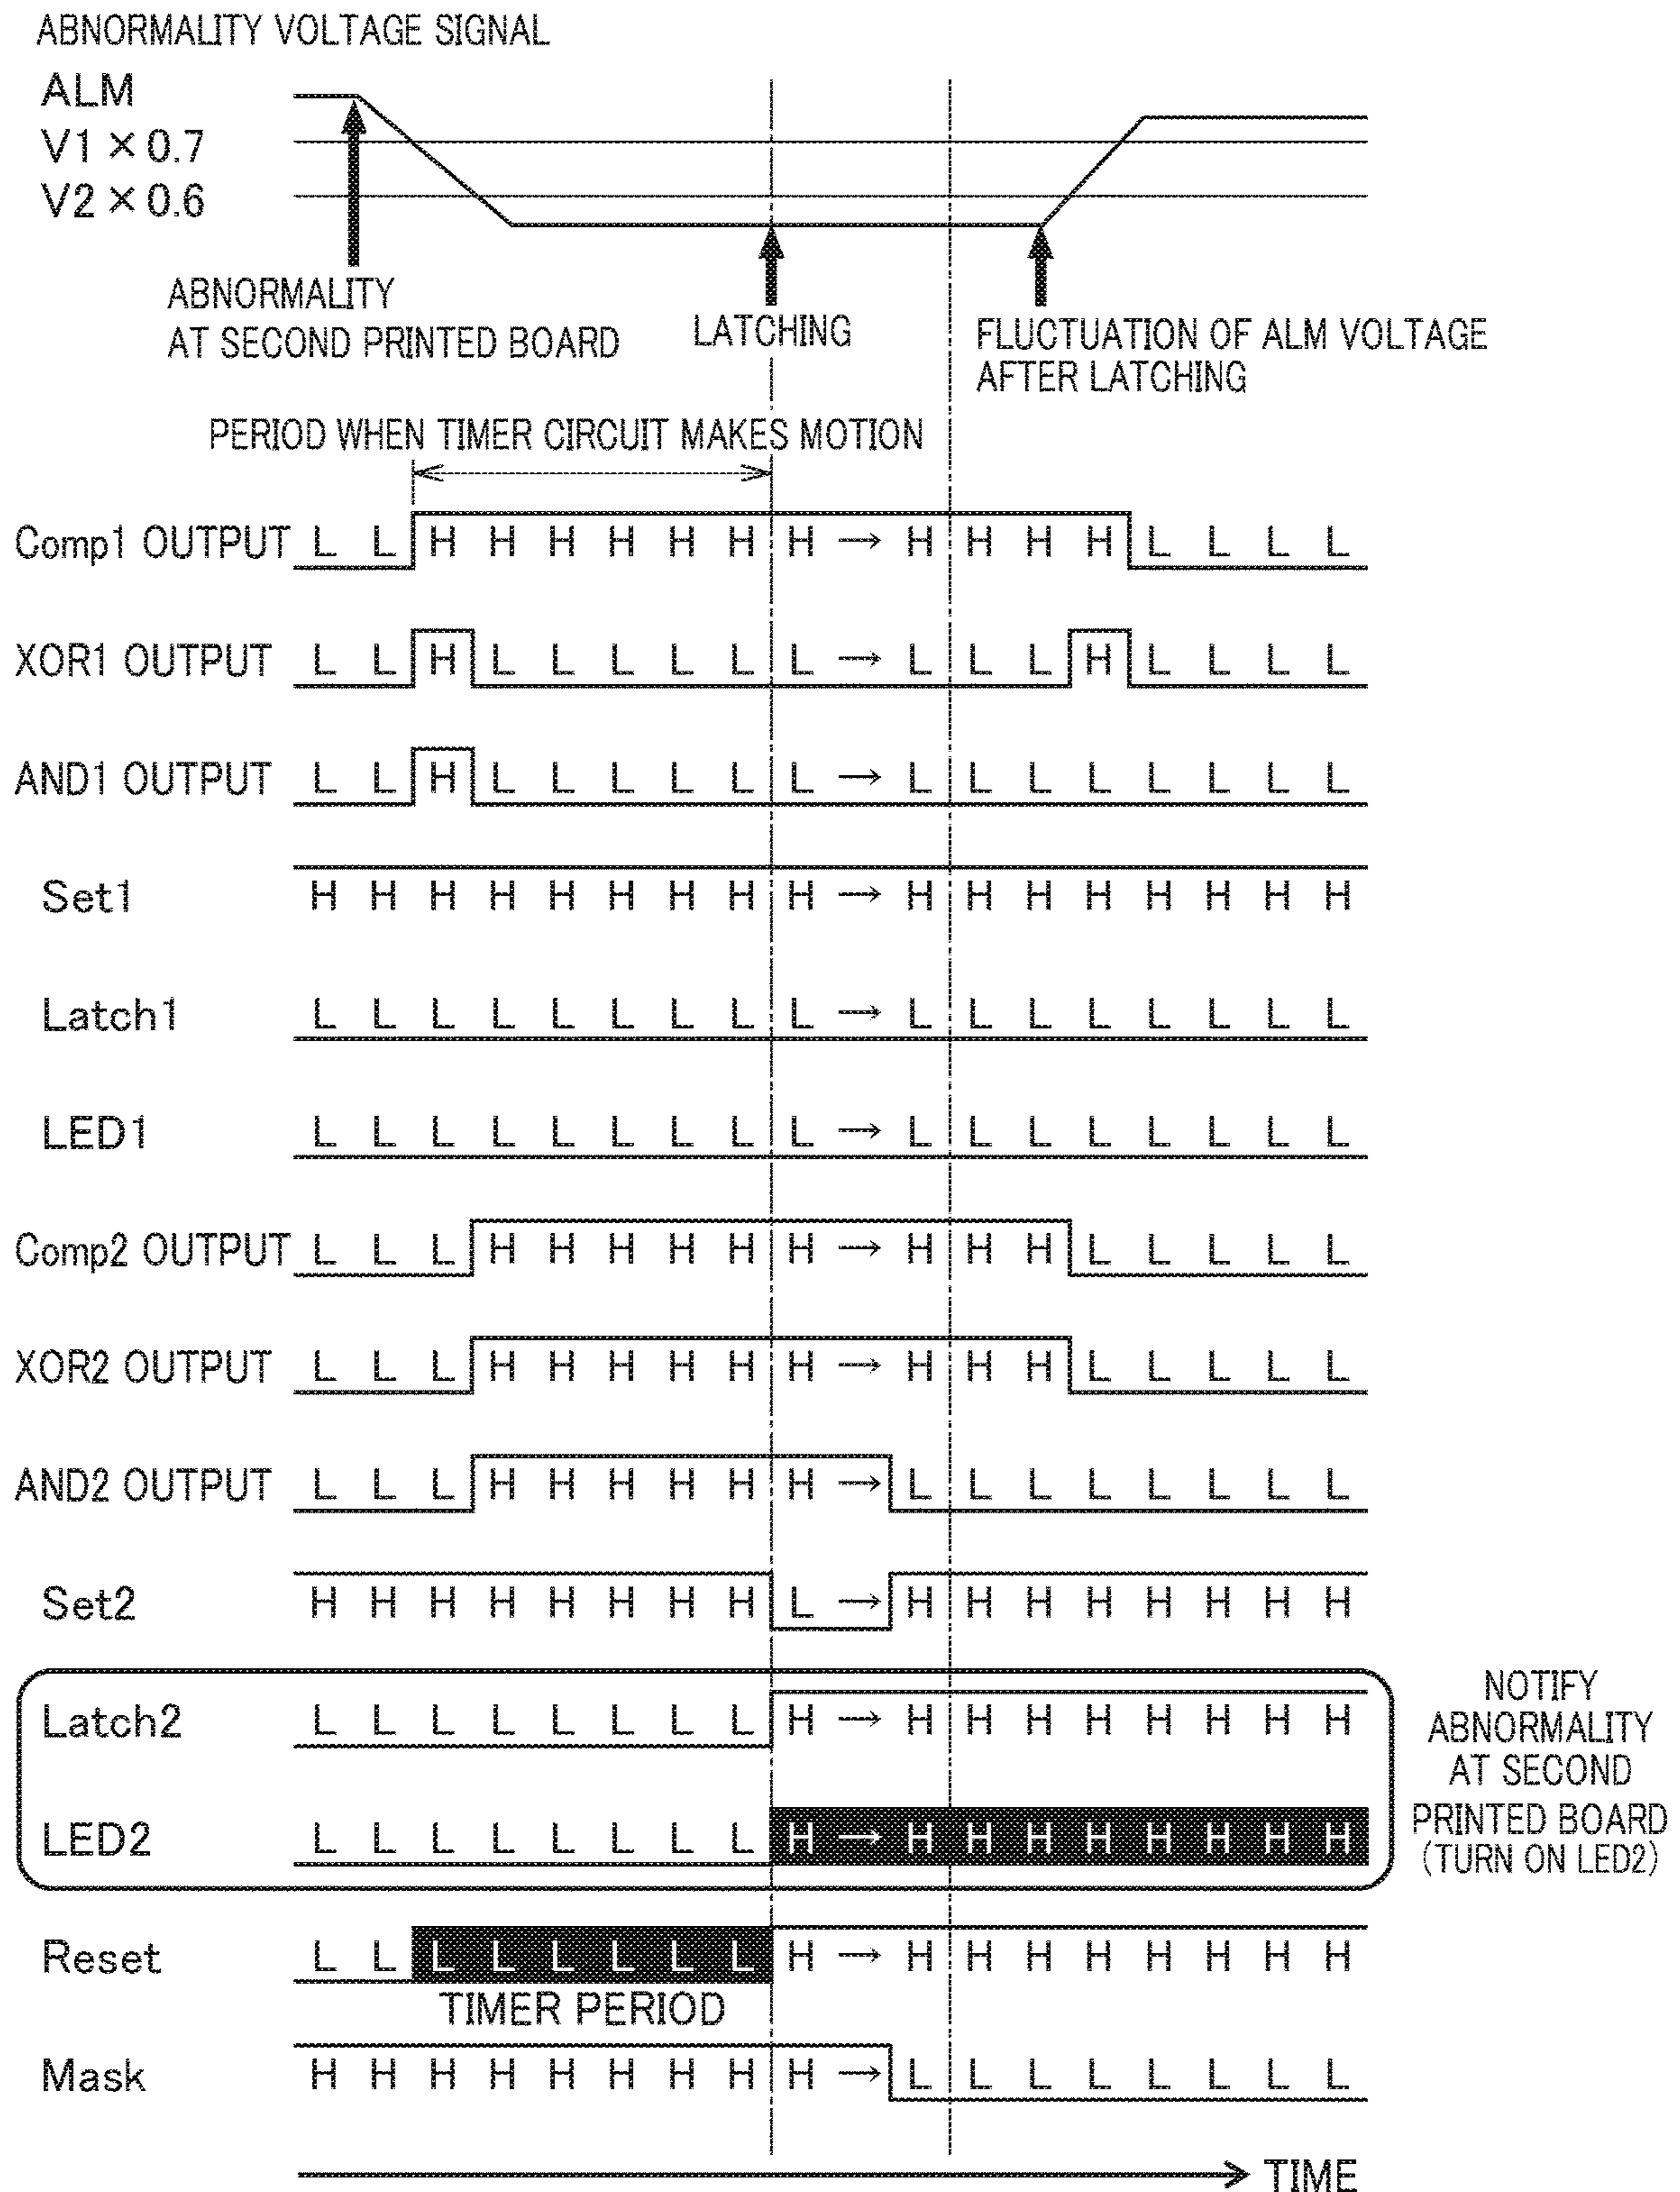 ABNORMALITY VOLTAGE SIGNAL
ALM
V1 × 0.7
V2 × 0.6
ABNORMALITY
AT SECOND PRINTED BOARD
LATCHING
FLUCTUATION OF ALM VOLTAGE
AFTER LATCHING
PERIOD WHEN TIMER CIRCUIT MAKES MOTION
Comp1 OUTPUT L L H H H H H H H → H H H H L L L L
XOR1 OUTPUT L L H L L L L L L → L L L H L L L L
AND1 OUTPUT L L H L L L L L L → L L L L L L L L
Set1 H H H H H H H H H → H H H H H H H H
Latch1 L L L L L L L L L → L L L L L L L L
LED1 L L L L L L L L L → L L L L L L L L
Comp2 OUTPUT L L L H H H H H H → H H H L L L L L
XOR2 OUTPUT L L L H H H H H H → H H H L L L L L
AND2 OUTPUT L L L H H H H H H → L L L L L L L L
Set2 H H H H H H H H L → H H H H H H H H
Latch2 L L L L L L L L H → H H H H H H H H
LED2 L L L L L L L L H → H H H H H H H H
NOTIFY
ABNORMALITY
AT SECOND
PRINTED BOARD
(TURN ON LED2)
Reset L L L L L L L L H → H H H H H H H H
TIMER PERIOD
Mask H H H H H H H H H → L L L L L L L L
TIME